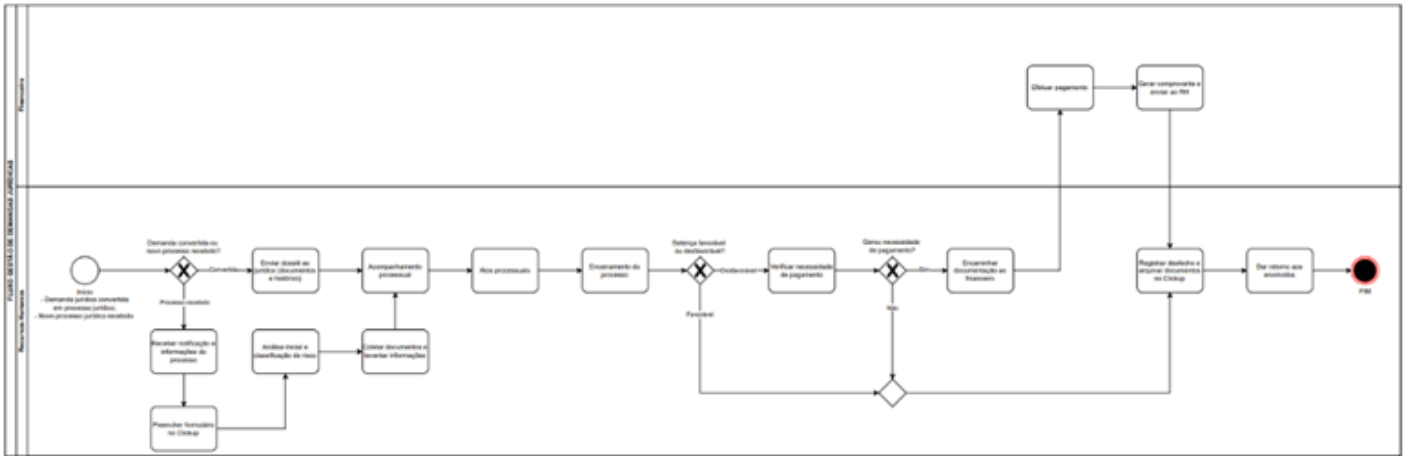 FLUXO GESTÃO DE DEMANDAS JURÍDICAS
Financeiro
Recursos Humanos
Efetuar pagamento
Gerar comprovante e
enviar ao RH
Início
- Demanda jurídica convertida
em processo jurídico;
- Novo processo jurídico recebido
Demanda convertida ou
novo processo recebido?
Convertida
Processo recebido
Enviar dossiê ao
jurídico (documentos
e histórico)
Acompanhamento
processual
Atos processuais
Encerramento do
processo
Setença favorável
ou desfavorável?
Desfavorável
Favorável
Verificar necessidade
de pagamento
Gerou necessidade
de pagamento?
Sim
Não
Encaminhar
documentação ao
financeiro
Registrar desfecho e
arquivar documentos
no Clickup
Dar retorno aos
envolvidos
FIM
Receber notificação e
informações do
processo
Análise inicial e
classificação de risco
Coletar documentos e
levantar informações
Preencher formulário
no Clickup